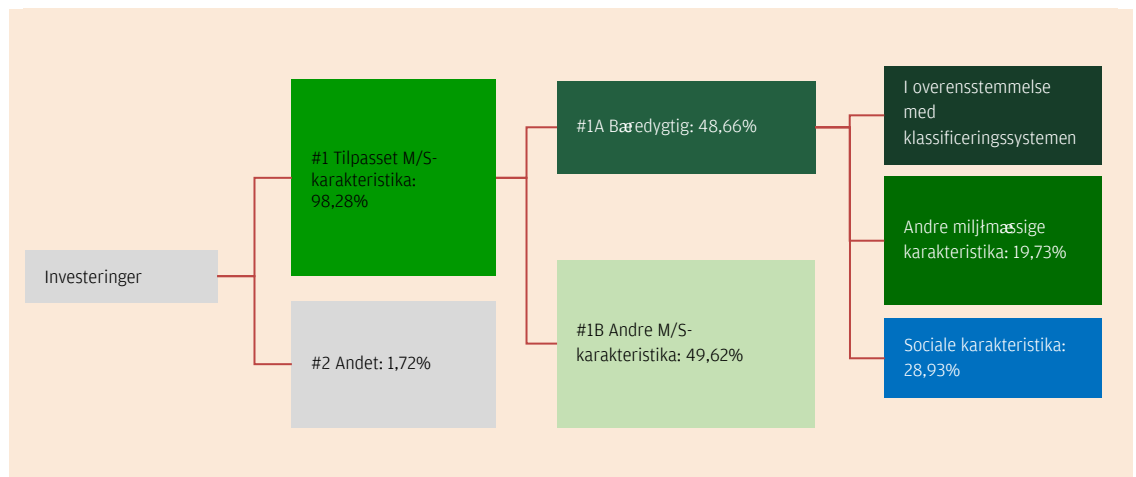 Investeringer
#1 Tilpasset M/S-
karakteristika:
98,28%
#2 Andet: 1,72%
#1A Bæredygtig: 48,66%
#1B Andre M/S-
karakteristika: 49,62%
I overensstemmelse
med
klassificeringssystemen
Andre miljłmæssige
karakteristika: 19,73%
Sociale karakteristika:
28,93%